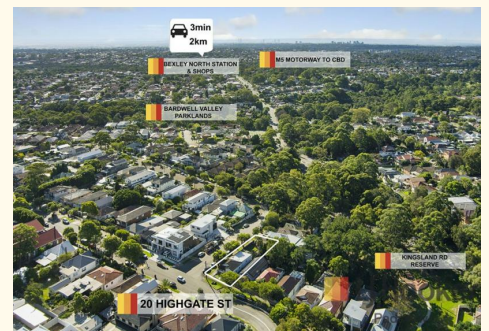 3min
2km
BEXLEY NORTH STATION
& SHOPS
M5 MOTORWAY TO CBD
BARDWELL VALLEY
PARKLANDS
KINGSLAND RD
RESERVE
20 HIGHGATE ST